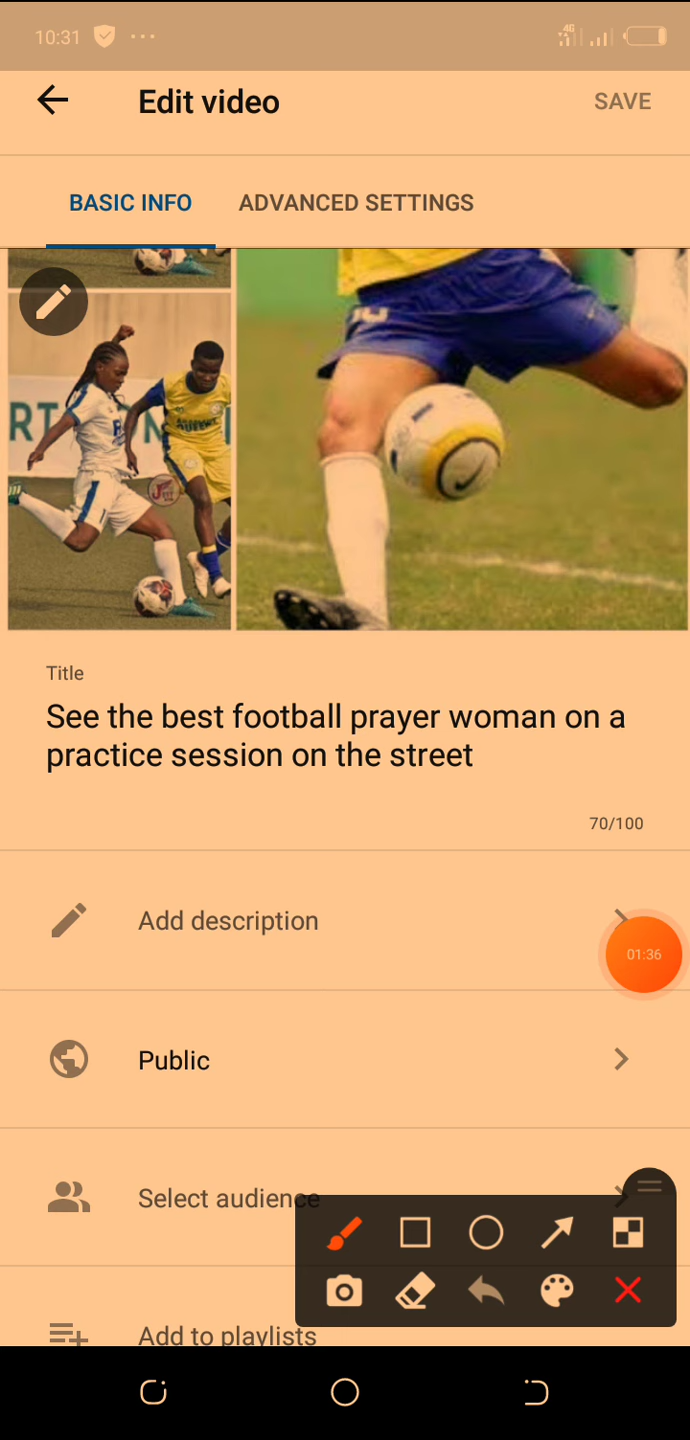 10:31
4G
Edit video
SAVE
BASIC INFO
ADVANCED SETTINGS
Title
See the best football prayer woman on a
practice session on the street
70/100
Add description
01:36
Public
Select audience
Add to playlists